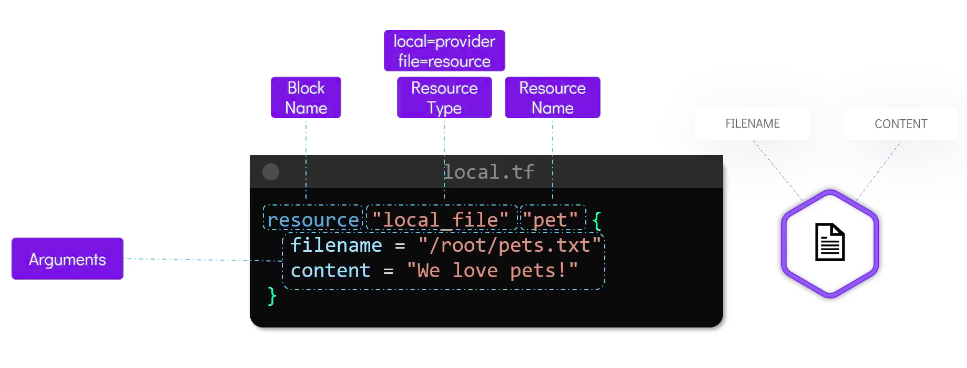 local=provider
file=resource
Block
Name
Resource
Type
Resource
Name
FILENAME
CONTENT
local.tf
resource "local_file" "pet" {
filename = "/root/pets.txt"
content = "We love pets!"
}
Arguments